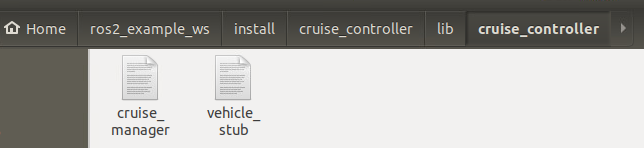 Home ros2_example_ws install cruise_controller lib cruise_controller
cruise_ vehicle_
manager stub